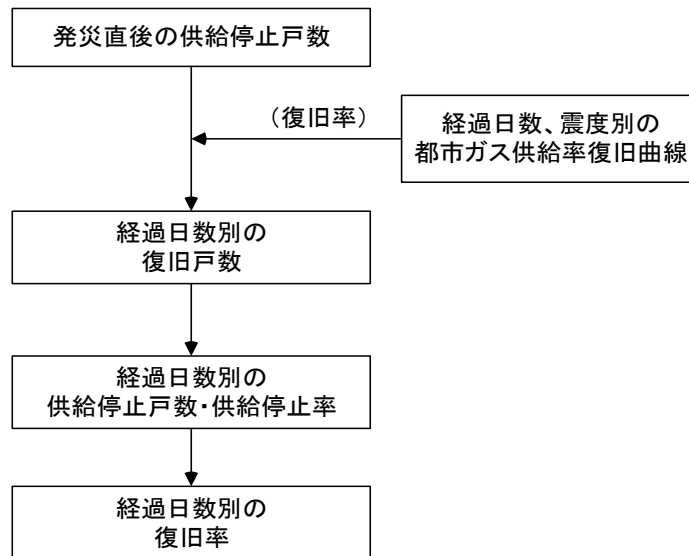 発災直後の供給停止戸数
（復旧率）
経過日数、震度別の
都市ガス供給率復旧曲線
経過日数別の
復旧戸数
経過日数別の
供給停止戸数・供給停止率
経過日数別の
復旧率